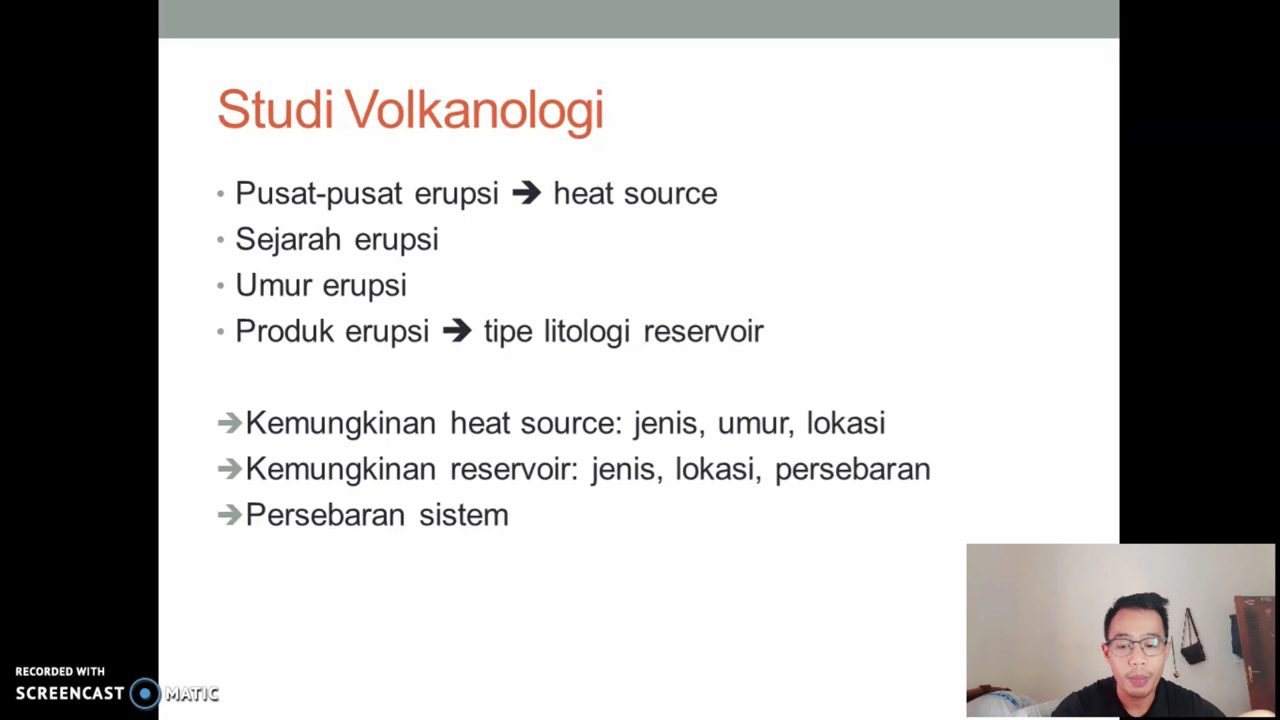 Studi Volkanologi
• Pusat-pusat erupsi ➔ heat source
• Sejarah erupsi
• Umur erupsi
• Produk erupsi ➔ tipe litologi reservoir
➔Kemungkinan heat source: jenis, umur, lokasi
➔Kemungkinan reservoir: jenis, lokasi, persebaran
➔Persebaran sistem
RECORDED WITH
SCREENCAST MATIC